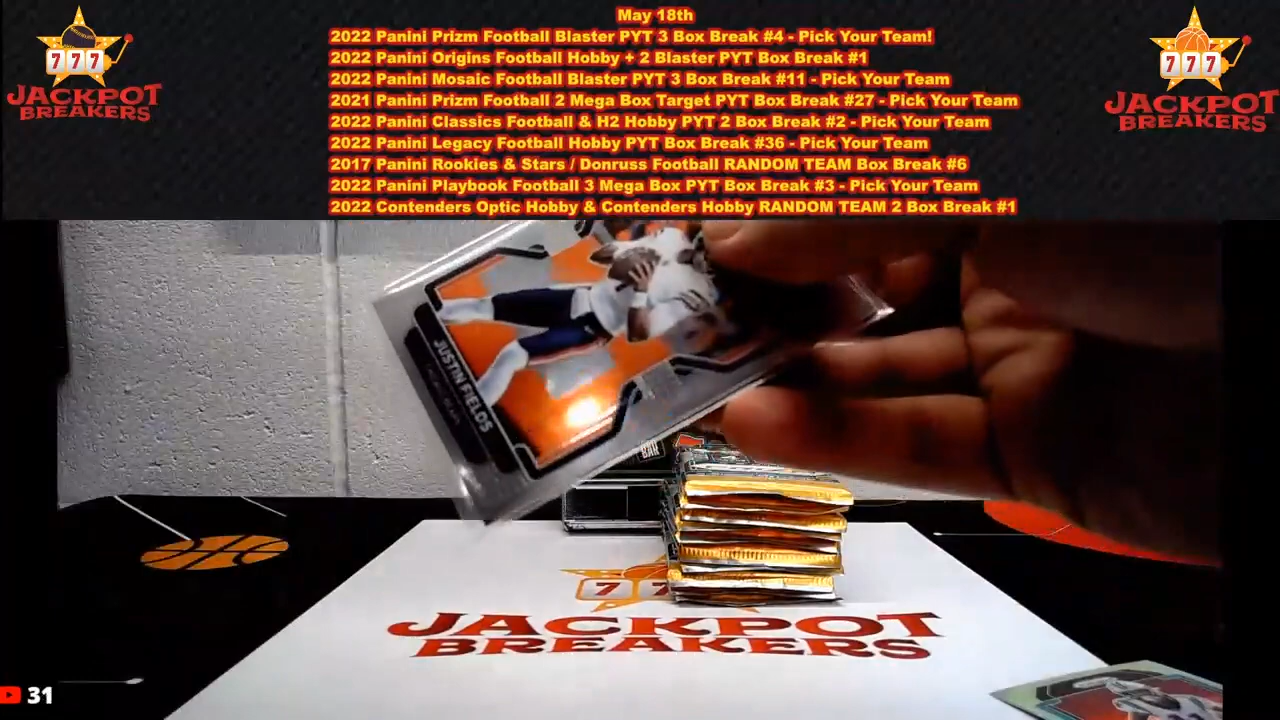 May 18th
2022 Panini Prizm Football Blaster PYT 3 Box Break #4 - Pick Your Team!
2022 Panini Origins Football Hobby + 2 Blaster PYT Box Break #1
2022 Panini Mosaic Football Blaster PYT 3 Box Break #11 - Pick Your Team
2021 Panini Prizm Football 2 Mega Box Target PYT Box Break #27 - Pick Your Team
2022 Panini Classics Football & H2 Hobby PYT 2 Box Break #2 - Pick Your Team
2022 Panini Legacy Football Hobby PYT Box Break #36 - Pick Your Team
2017 Panini Rookies & Stars / Donruss Football RANDOM TEAM Box Break #6
2022 Panini Playbook Football 3 Mega Box PYT Box Break #3 - Pick Your Team
2022 Contenders Optic Hobby & Contenders Hobby RANDOM TEAM 2 Box Break #1
777
JACKPOT
BREAKERS
777
JACKPOT
BREAKERS
JUSTIN FIELDS
BAR
7 7
JACKPOT
BREAKERS
31